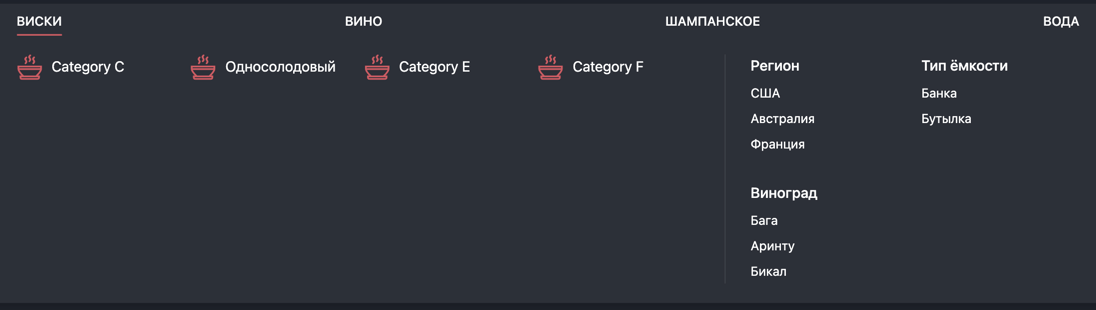 ВИСКИ ВИНО ШАМПАНСКОЕ ВОДА
Category C Односолодовый Category E Category F
Регион Тип ёмкости
США Банка
Австралия Бутылка
Франция
Виноград
Бага
Аринту
Бикал